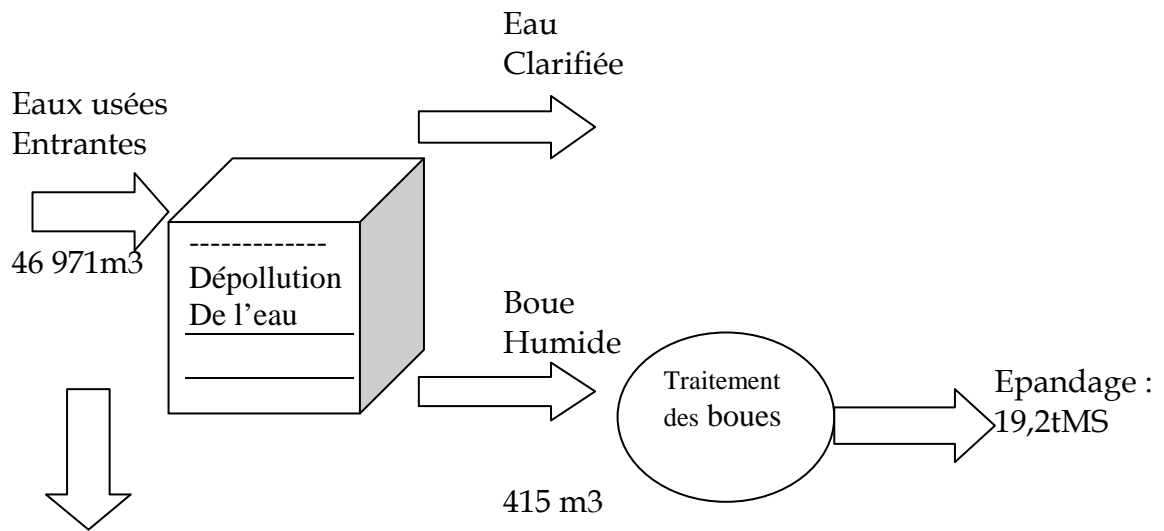 Eau
Clarifiée
Eaux usées
Entrantes
46 971m3
-------------
Dépollution
De l’eau
Boue
Humide
415 m3
Traitement
des boues
Epandage :
19,2tMS